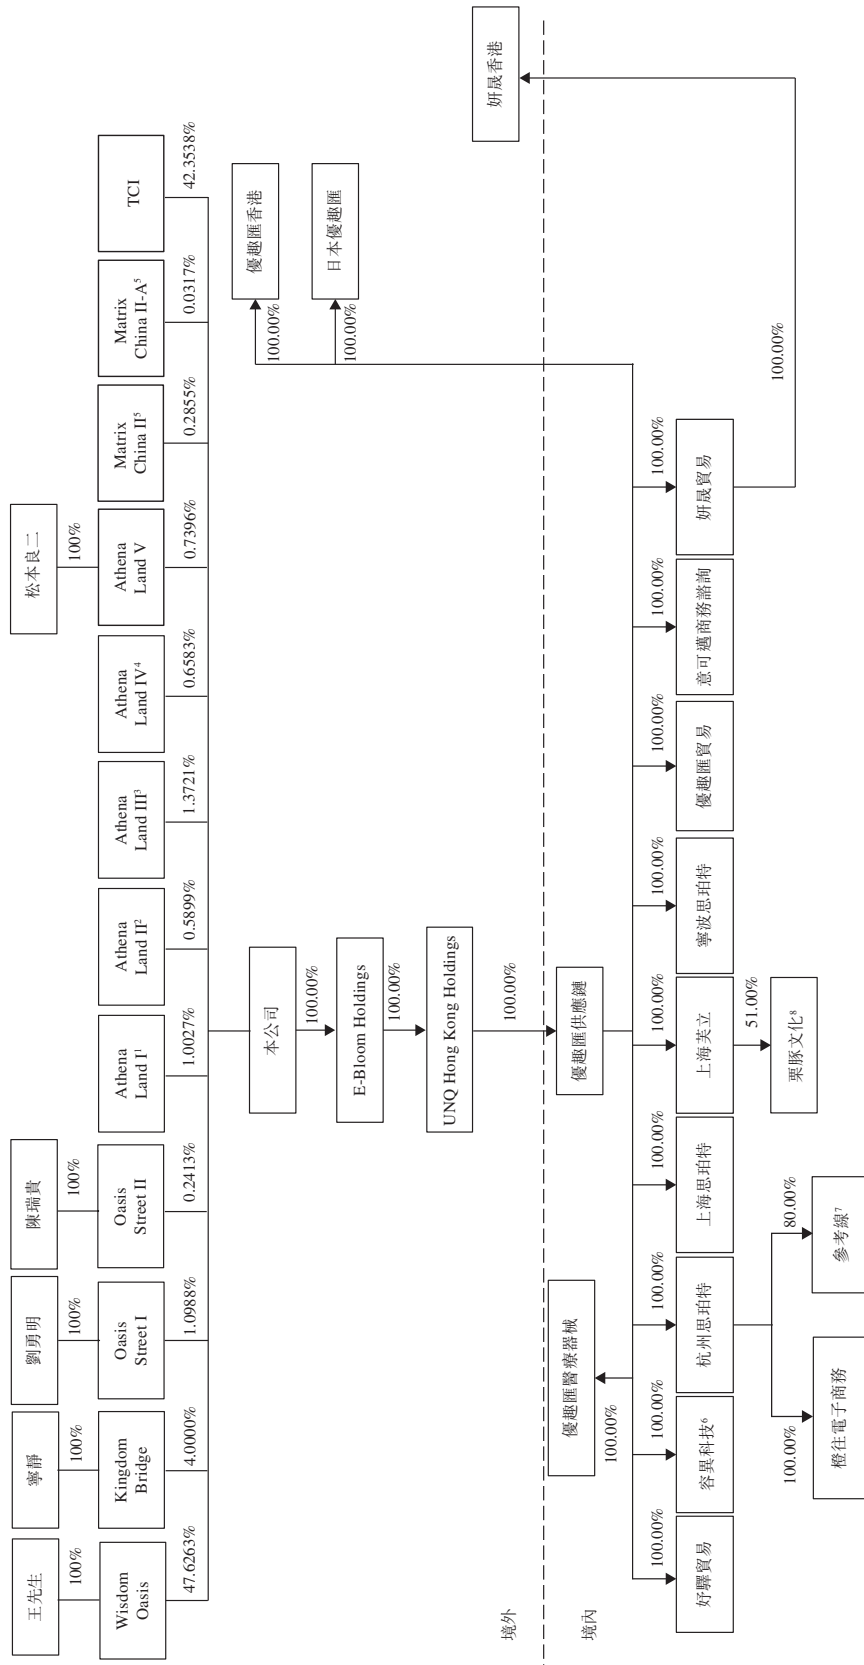 王先生
寧靜
劉勇明
陳瑞貴
松本良二
100%
100%
100%
100%
100%
Wisdom
Oasis
Kingdom
Bridge
Oasis
Street I
Oasis
Street II
Athena
Land I¹
Athena
Land II²
Athena
Land III³
Athena
Land IV⁴
Athena
Land V
Matrix
China II⁵
Matrix
China II-A⁵
TCI
47.6263%
4.0000%
1.0988%
0.2413%
1.0027%
0.5899%
1.3721%
0.6583%
0.7396%
0.2855%
0.0317%
42.3538%
本公司
優趣匯香港
100.00%
100.00%
E-Bloom Holdings
日本優趣匯
100.00%
100.00%
UNQ Hong Kong Holdings
妍晟香港
境外
100.00%
境內
優趣匯醫療器械
優趣匯供應鏈
100.00%
100.00%
100.00%
100.00%
100.00%
100.00%
100.00%
100.00%
100.00%
100.00%
妤驛貿易
容異科技⁶
杭州思珀特
上海思珀特
上海芙立
寧波思珀特
優趣匯貿易
意可邁商務諮詢
妍晟貿易
100.00%
80.00%
51.00%
100.00%
橙往電子商務
參考線⁷
栗豚文化⁸